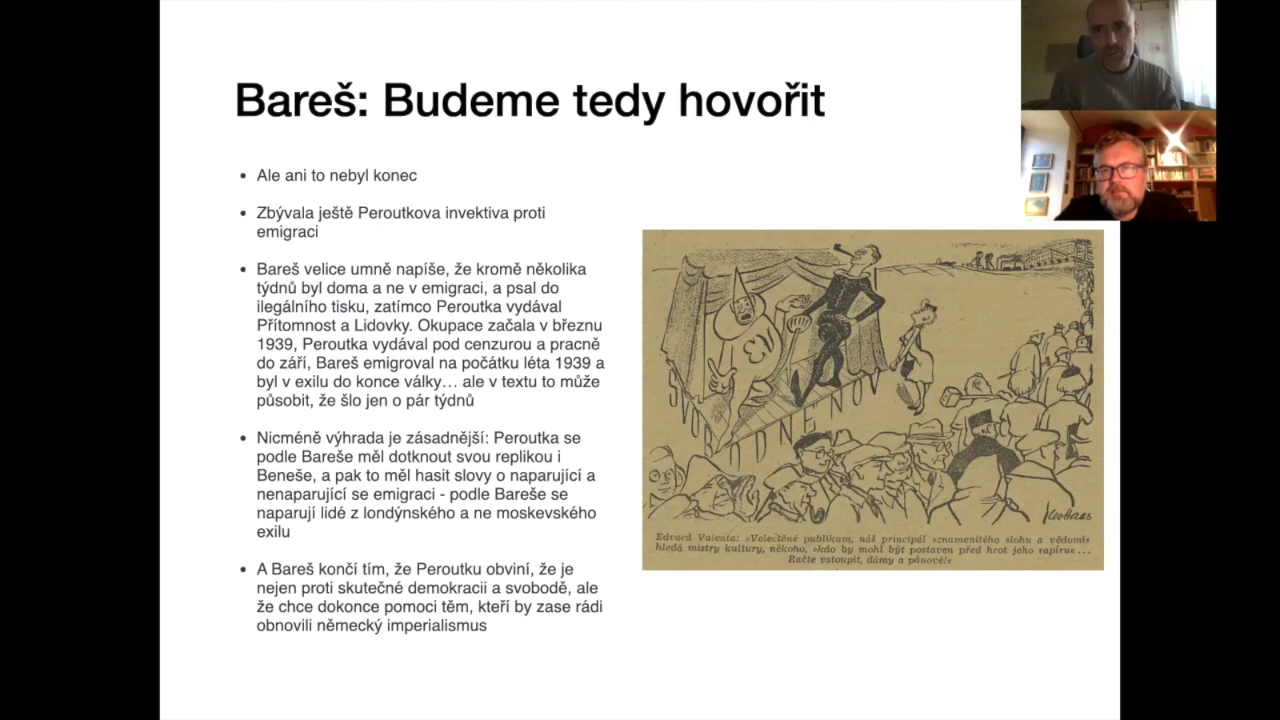 Bareš: Budeme tedy hovořit
Ale ani to nebyl konec
Zbývala ještě Peroutkova invektiva proti
emigraci
Bareš velice umně napíše, že kromě několika
týdnů byl doma a ne v emigraci, a psal do
ilegálního tisku, zatímco Peroutka vydával
Přítomnost a Lidovky. Okupace začala v březnu
1939, Peroutka vydával pod cenzurou a pracně
do září, Bareš emigroval na počátku léta 1939 a
byl v exilu do konce války… ale v textu to může
působit, že šlo jen o pár týdnů
Nicméně výhrada je zásadnější: Peroutka se
podle Bareše měl dotknout svou replikou i
Beneše, a pak to měl hasit slovy o naparující a
nenaparující se emigraci - podle Bareše se
naparují lidé z londýnského a ne moskevského
exilu
A Bareš končí tím, že Peroutku obviní, že je
nejen proti skutečné demokracii a svobodě, ale
že chce dokonce pomoci těm, kteří by zase rádi
obnovili německý imperialismus
SVOBODNÉ NOV
Leo Haas
Edvard Valenta: »Velectěné publikum, náš principál »znamenitého slohu a vědomí«
hledá mistry kultury, někoho, »kdo by mohl být postaven před hrot jeho rapíru« ...
Račte vstoupit, dámy a pánové!«